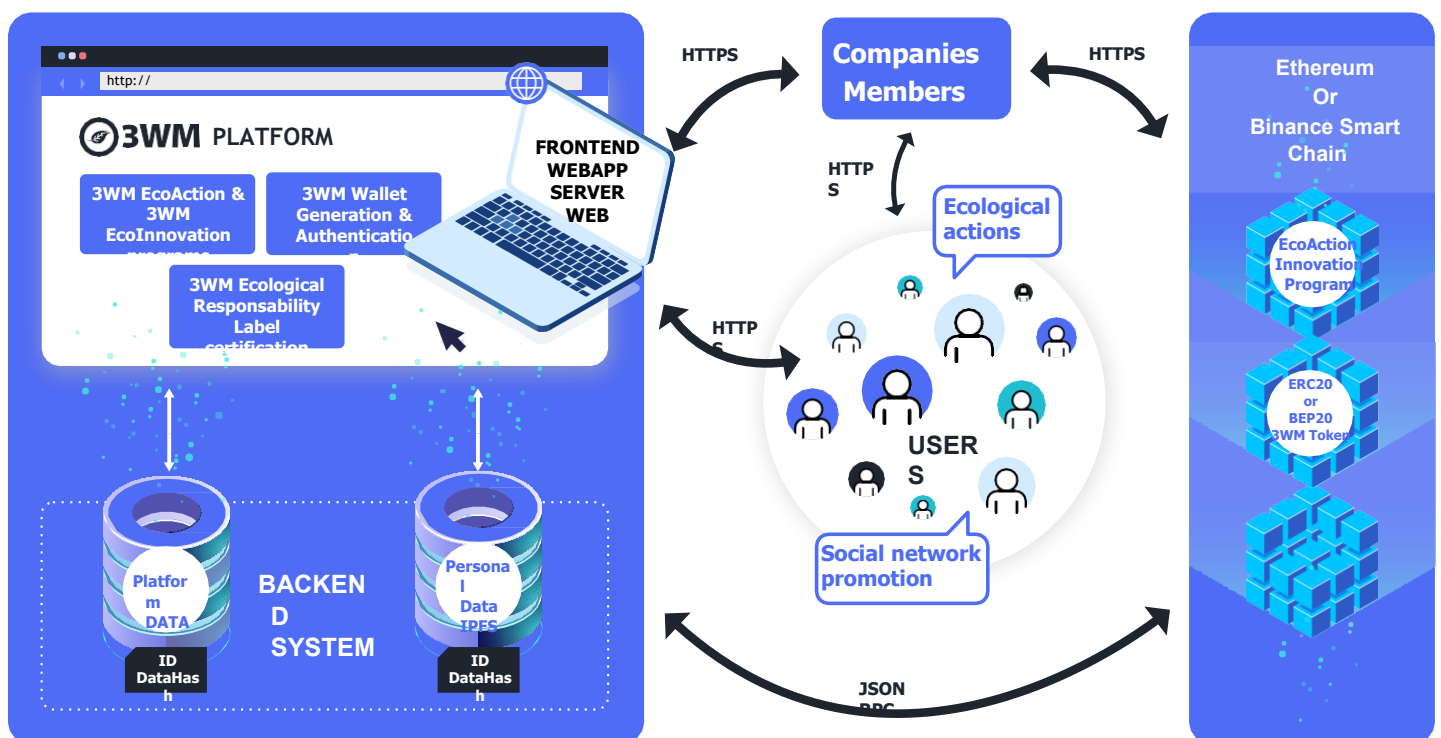 http://
3WM PLATFORM
3WM EcoAction &
3WM
EcoInnovation
programs
3WM Wallet
Generation &
Authenticatio
n
3WM Ecological
Responsability
Label
certification
FRONTEND
WEBAPP
SERVER
WEB
Platfor
m
DATA
ID
DataHas
h
BACKEN
D
SYSTEM
Persona
l
Data
IPFS
ID
DataHas
h
HTTPS
Companies
Members
HTTPS
HTTP
S
HTTP
S
Ecological
actions
USER
S
Social network
promotion
JSON
RPC
Ethereum
Or
Binance Smart
Chain
EcoAction
Innovation
Program
ERC20
or
BEP20
3WM Token